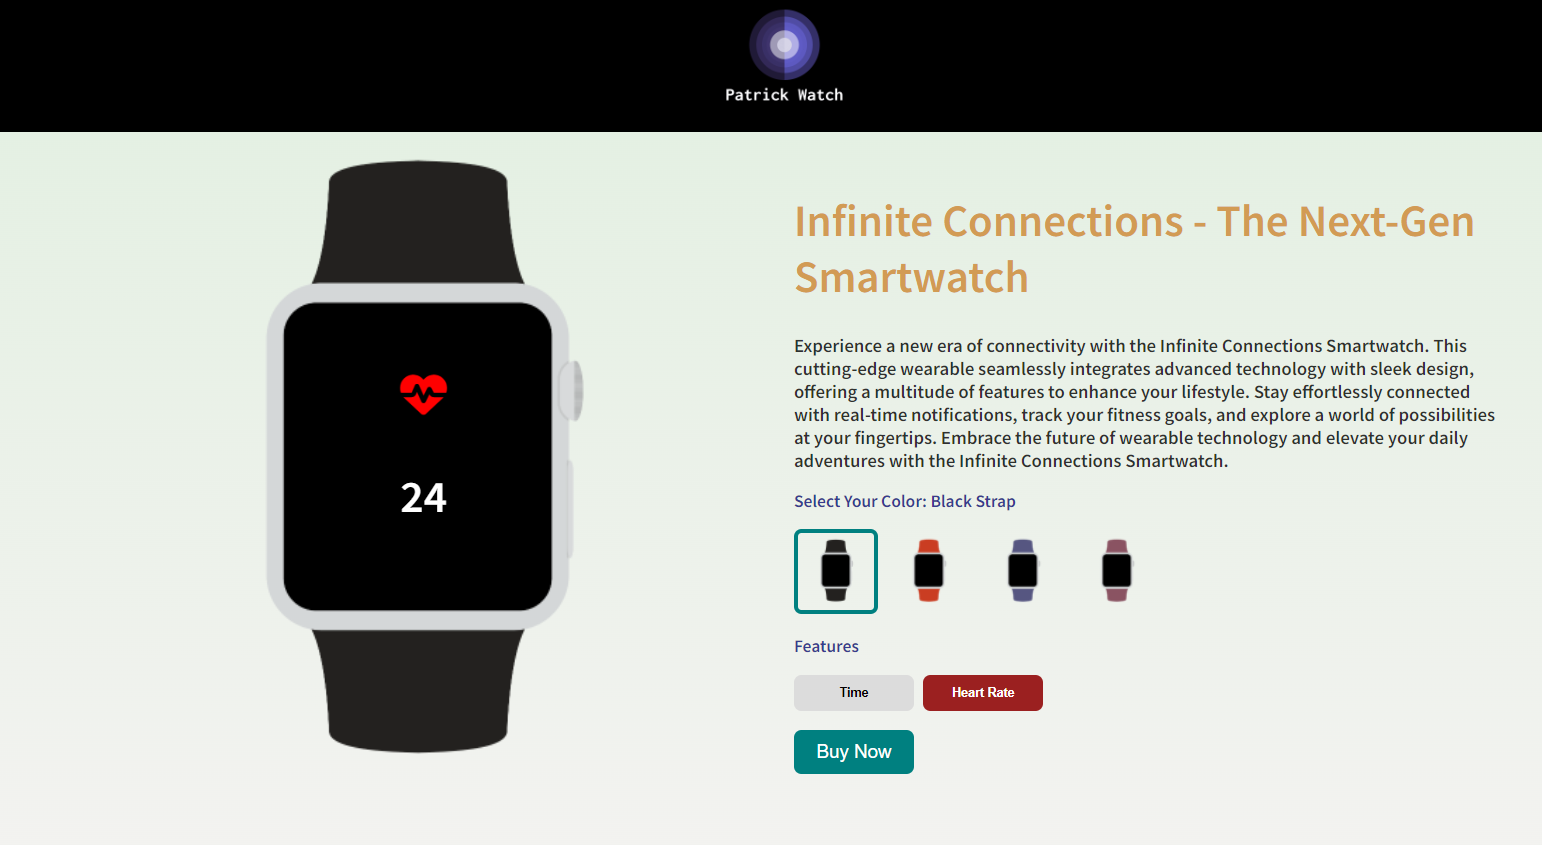 Patrick Watch
Infinite Connections - The Next-Gen
Smartwatch
Experience a new era of connectivity with the Infinite Connections Smartwatch. This
cutting-edge wearable seamlessly integrates advanced technology with sleek design,
offering a multitude of features to enhance your lifestyle. Stay effortlessly connected
with real-time notifications, track your fitness goals, and explore a world of possibilities
at your fingertips. Embrace the future of wearable technology and elevate your daily
adventures with the Infinite Connections Smartwatch.
24
Select Your Color: Black Strap
Features
Time
Heart Rate
Buy Now